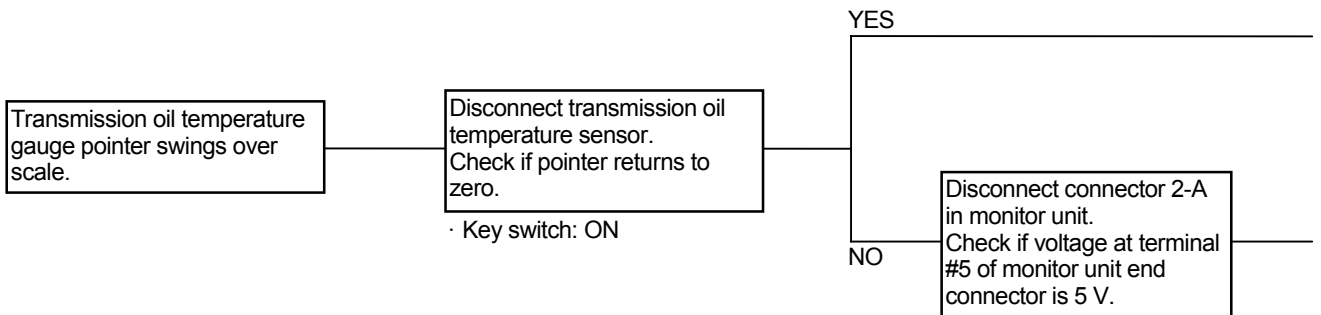 YES
Transmission oil temperature
gauge pointer swings over
scale.
Disconnect transmission oil
temperature sensor.
Check if pointer returns to
zero.
· Key switch: ON
NO
Disconnect connector 2-A
in monitor unit.
Check if voltage at terminal
#5 of monitor unit end
connector is 5 V.